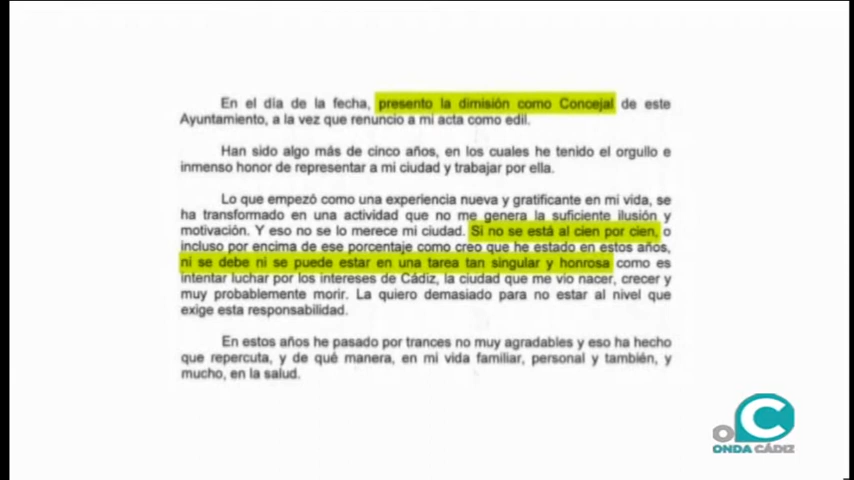 En el día de la fecha, presento la dimisión como Concejal de este
Ayuntamiento, a la vez que renuncio a mi acta como edil.
Han sido algo más de cinco años, en los cuales he tenido el orgullo e
inmenso honor de representar a mi ciudad y trabajar por ella.
Lo que empezó como una experiencia nueva y gratificante en mi vida, se
ha transformado en una actividad que no me genera la suficiente ilusión y
motivación. Y eso no se lo merece mi ciudad. Si no se está al cien por cien, o
incluso por encima de ese porcentaje como creo que he estado en estos años,
ni se debe ni se puede estar en una tarea tan singular y honrosa como es
intentar luchar por los intereses de Cádiz, la ciudad que me vio nacer, crecer y
muy probablemente morir. La quiero demasiado para no estar al nivel que
exige esta responsabilidad.
En estos años he pasado por trances no muy agradables y eso ha hecho
que repercuta, y de qué manera, en mi vida familiar, personal y también, y
mucho, en la salud.
OC
ONDA CÁDIZ